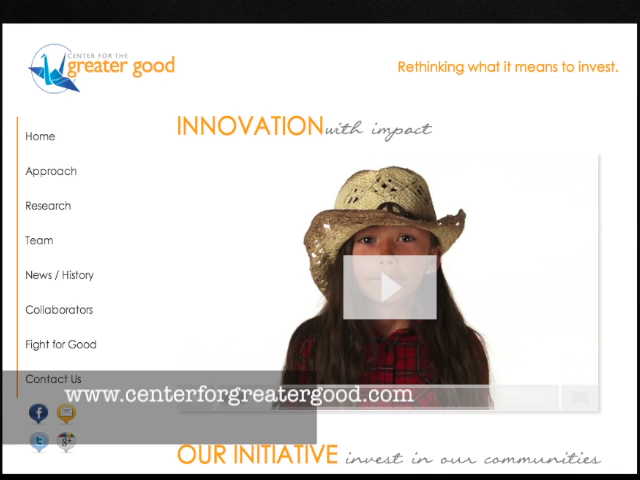 CENTER FOR THE
greater good
Rethinking what it means to invest.
INNOVATION with impact
Home
Approach
Research
Team
News / History
Collaborators
Fight for Good
Contact Us
www.centerforgreatergood.com
OUR INITIATIVE invest in our communities